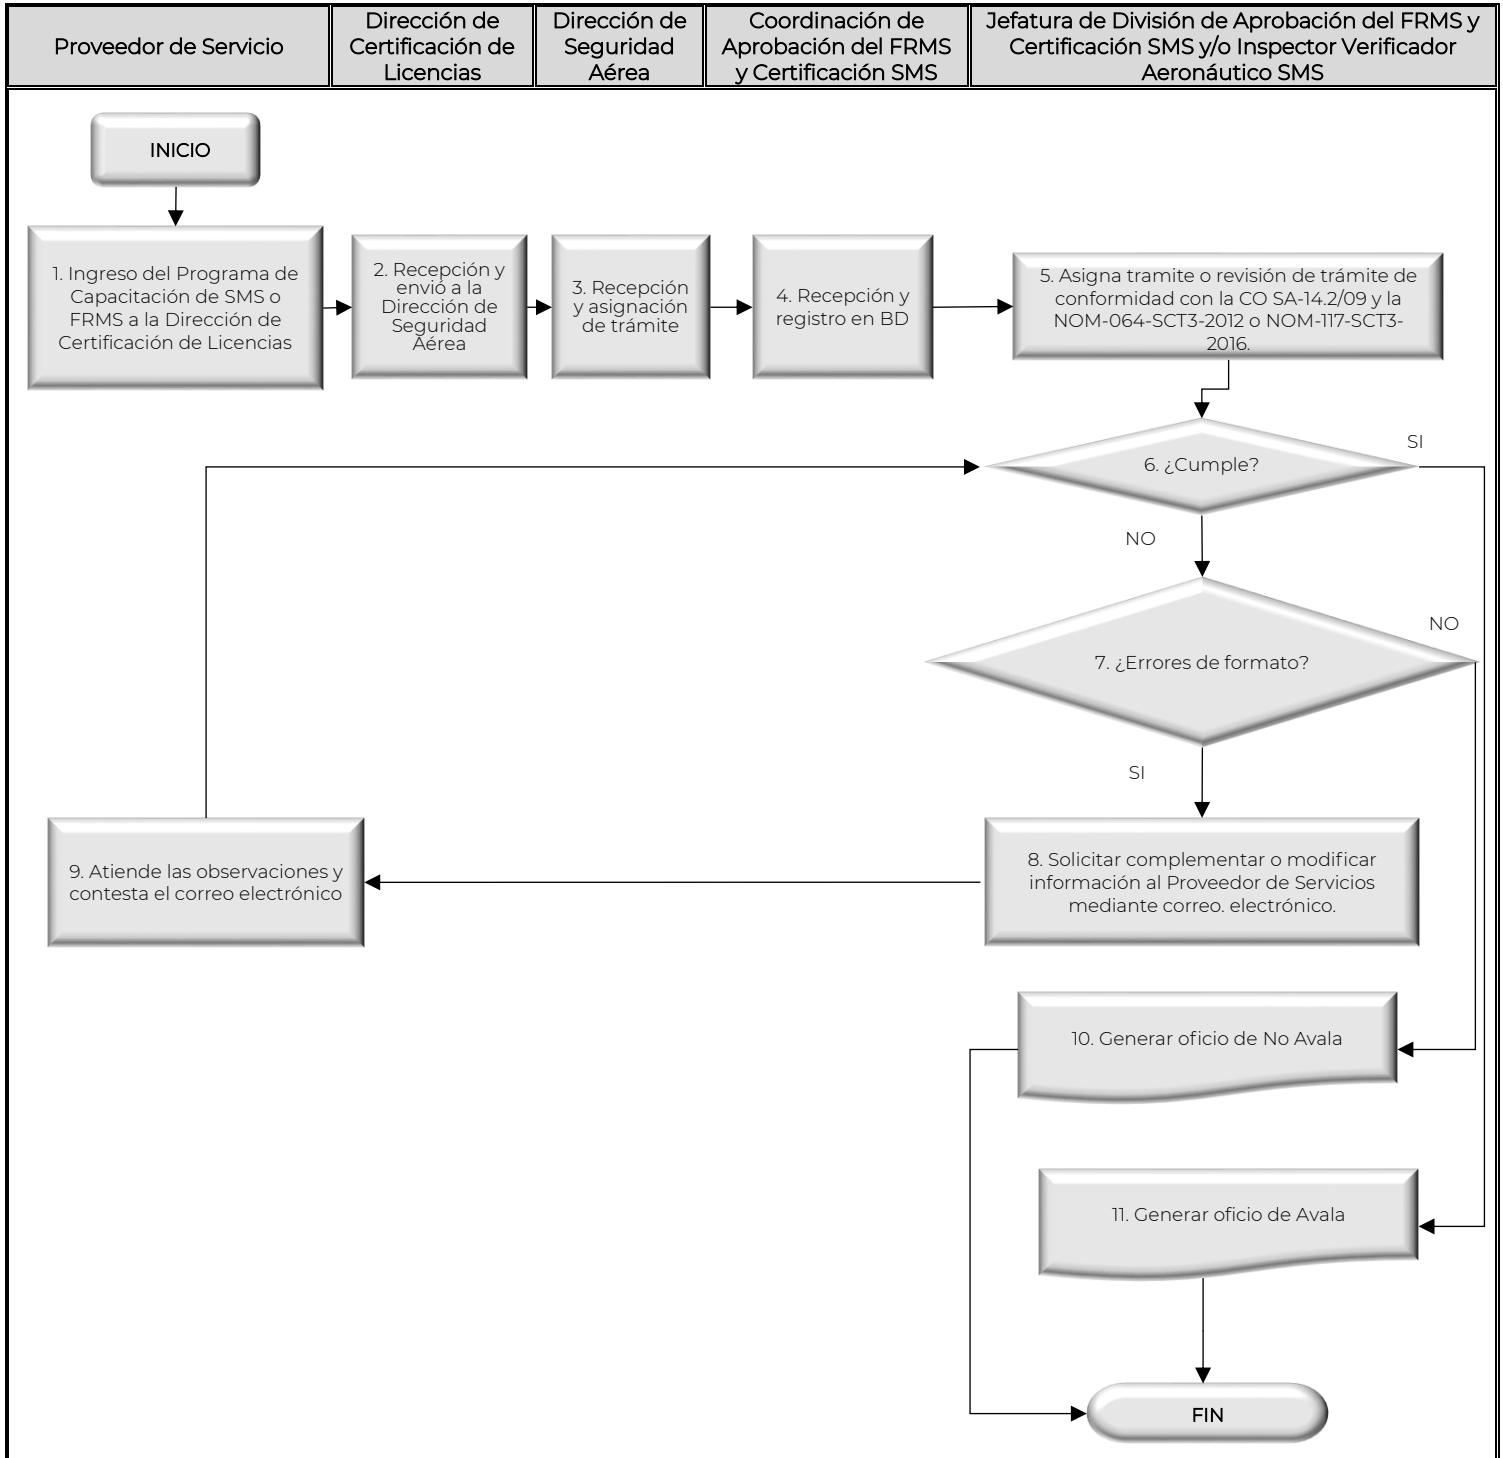 Proveedor de Servicio
Dirección de
Certificación de
Licencias
Dirección de
Seguridad
Aérea
Coordinación de
Aprobación del FRMS
y Certificación SMS
Jefatura de División de Aprobación del FRMS y
Certificación SMS y/o Inspector Verificador
Aeronáutico SMS
INICIO
1. Ingreso del Programa de
Capacitación de SMS o
FRMS a la Dirección de
Certificación de Licencias
2. Recepción y
envió a la
Dirección de
Seguridad
Aérea
3. Recepción
y asignación
de trámite
4. Recepción y
registro en BD
5. Asigna tramite o revisión de trámite de
conformidad con la CO SA-14.2/09 y la
NOM-064-SCT3-2012 o NOM-117-SCT3-
2016.
6. ¿Cumple?
SI
NO
7. ¿Errores de formato?
NO
SI
8. Solicitar complementar o modificar
información al Proveedor de Servicios
mediante correo. electrónico.
9. Atiende las observaciones y
contesta el correo electrónico
10. Generar oficio de No Avala
11. Generar oficio de Avala
FIN